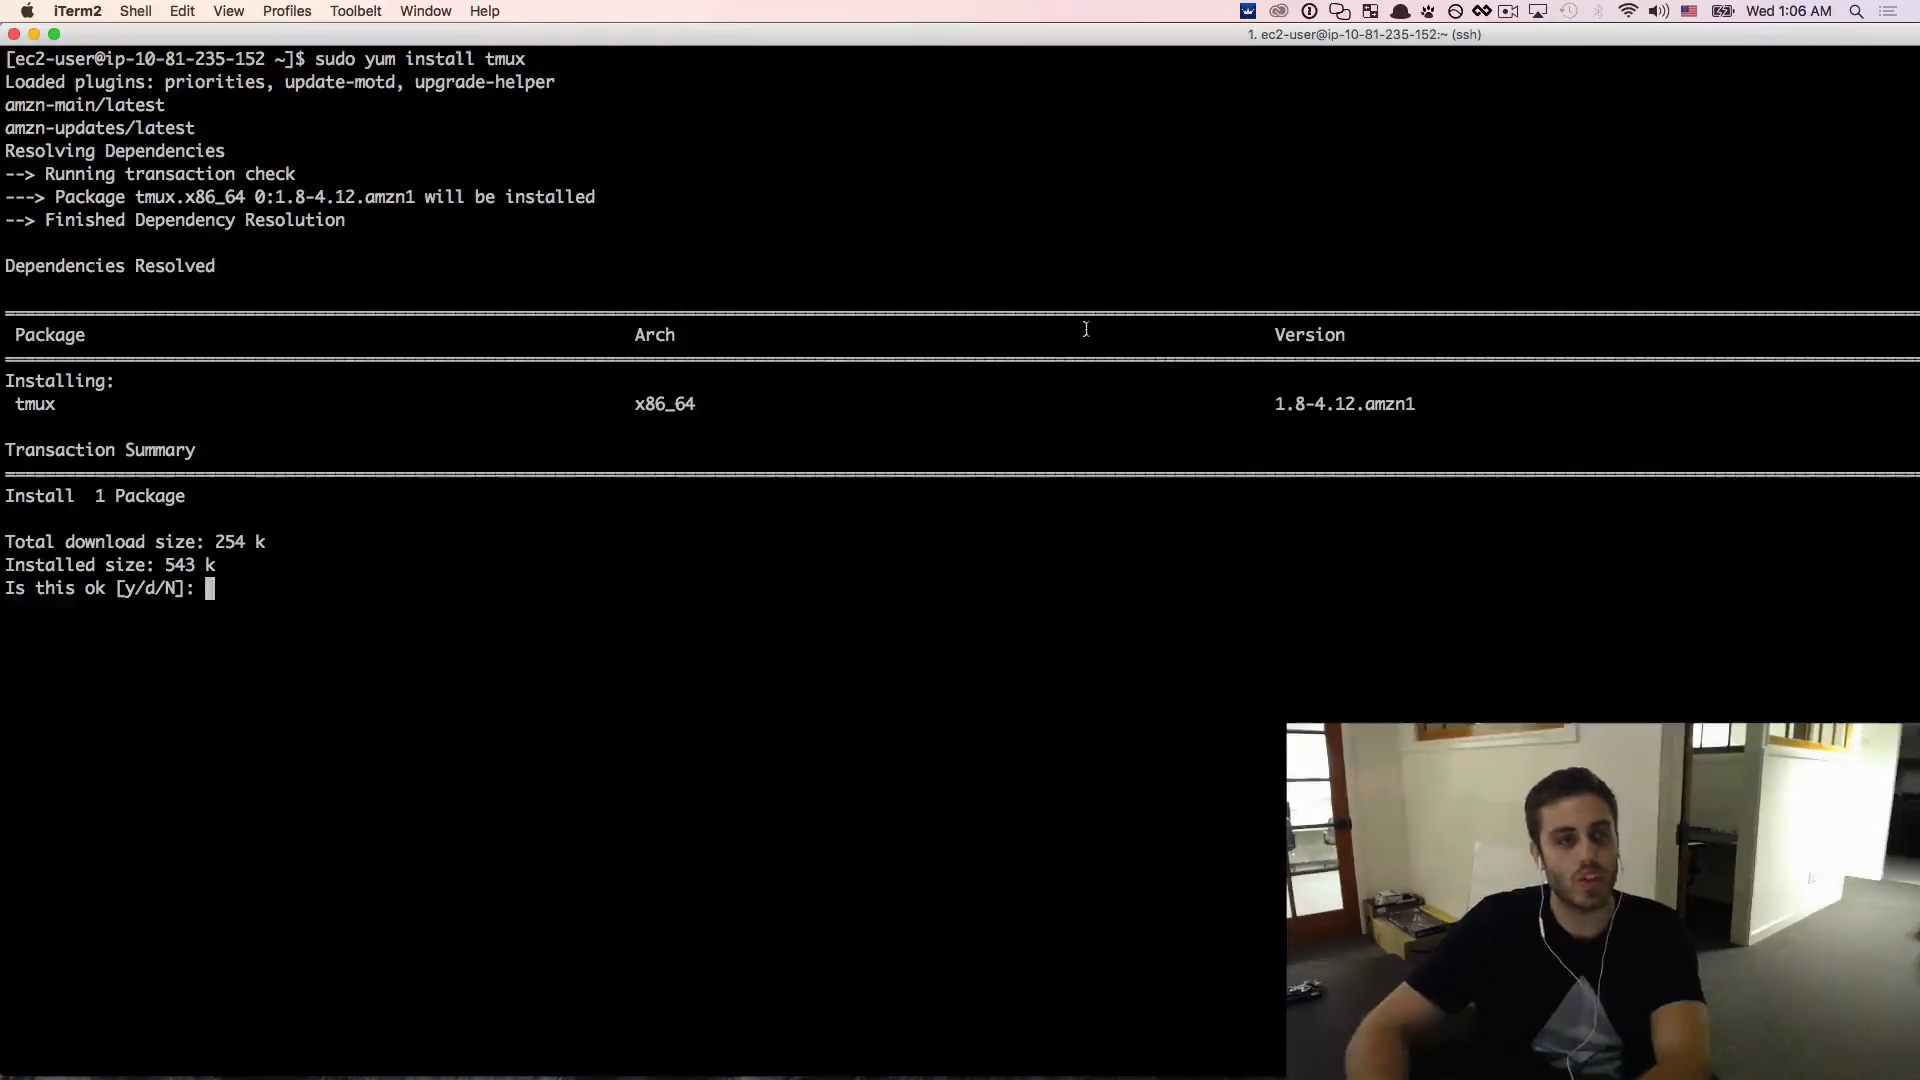 iTerm2 Shell Edit View Profiles Toolbelt Window Help Wed 1:06 AM
1. ec2-user@ip-10-81-235-152:~ (ssh)
[ec2-user@ip-10-81-235-152 ~]$ sudo yum install tmux
Loaded plugins: priorities, update-motd, upgrade-helper
amzn-main/latest
amzn-updates/latest
Resolving Dependencies
--> Running transaction check
---> Package tmux.x86_64 0:1.8-4.12.amzn1 will be installed
--> Finished Dependency Resolution
Dependencies Resolved
Package Arch Version
Installing:
tmux x86_64 1.8-4.12.amzn1
Transaction Summary
Install 1 Package
Total download size: 254 k
Installed size: 543 k
Is this ok [y/d/N]: